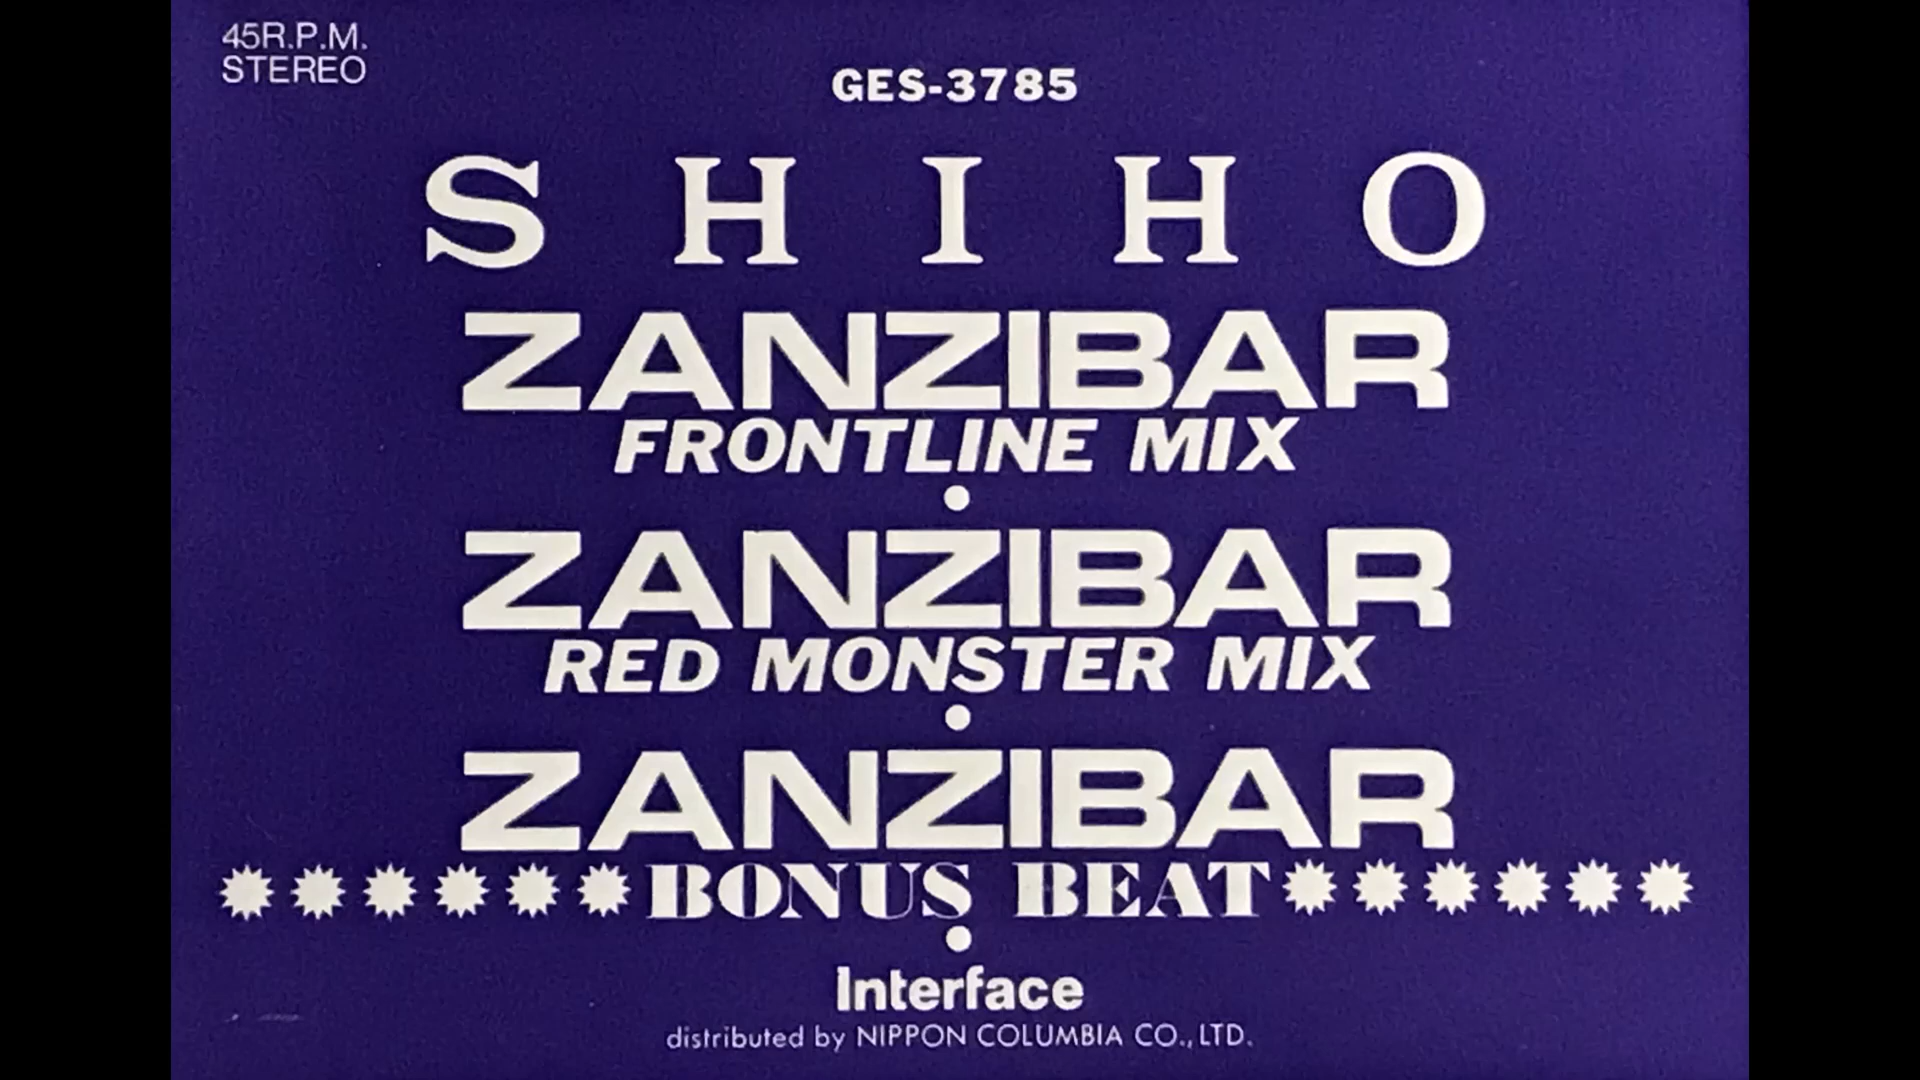 45R.P.M.
STEREO
GES-3785
SHIHO
ZANZIBAR
FRONTLINE MIX
ZANZIBAR
RED MONSTER MIX
ZANZIBAR
BONUS BEAT
Interface
distributed by NIPPON COLUMBIA CO.,LTD.